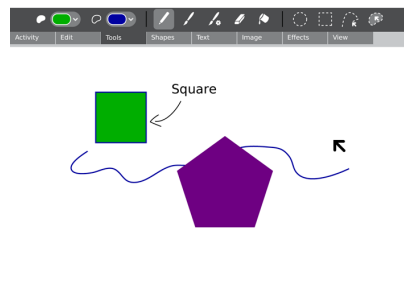 Activity
Edit
Tools
Shapes
Text
Image
Effects
View
Square